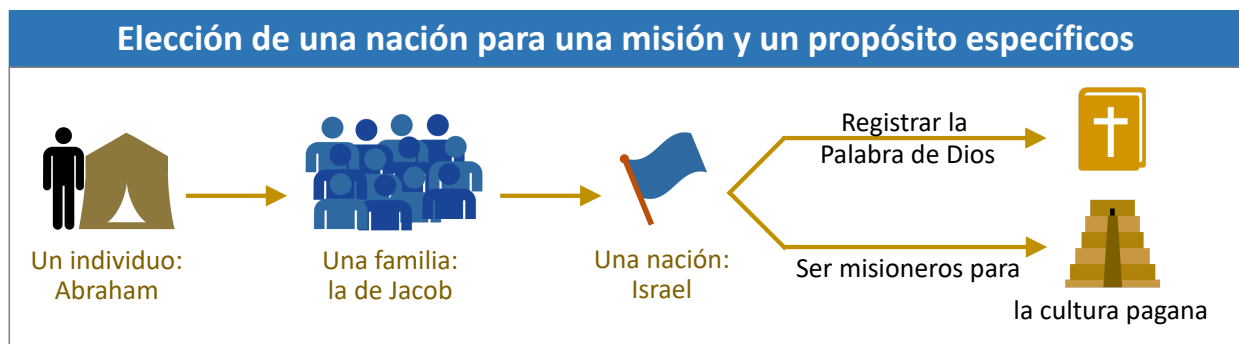 Elección de una nación para una misión y un propósito específicos
Un individuo:
Abraham
Una familia:
la de Jacob
Una nación:
Israel
Registrar la
Palabra de Dios
Ser misioneros para
la cultura pagana